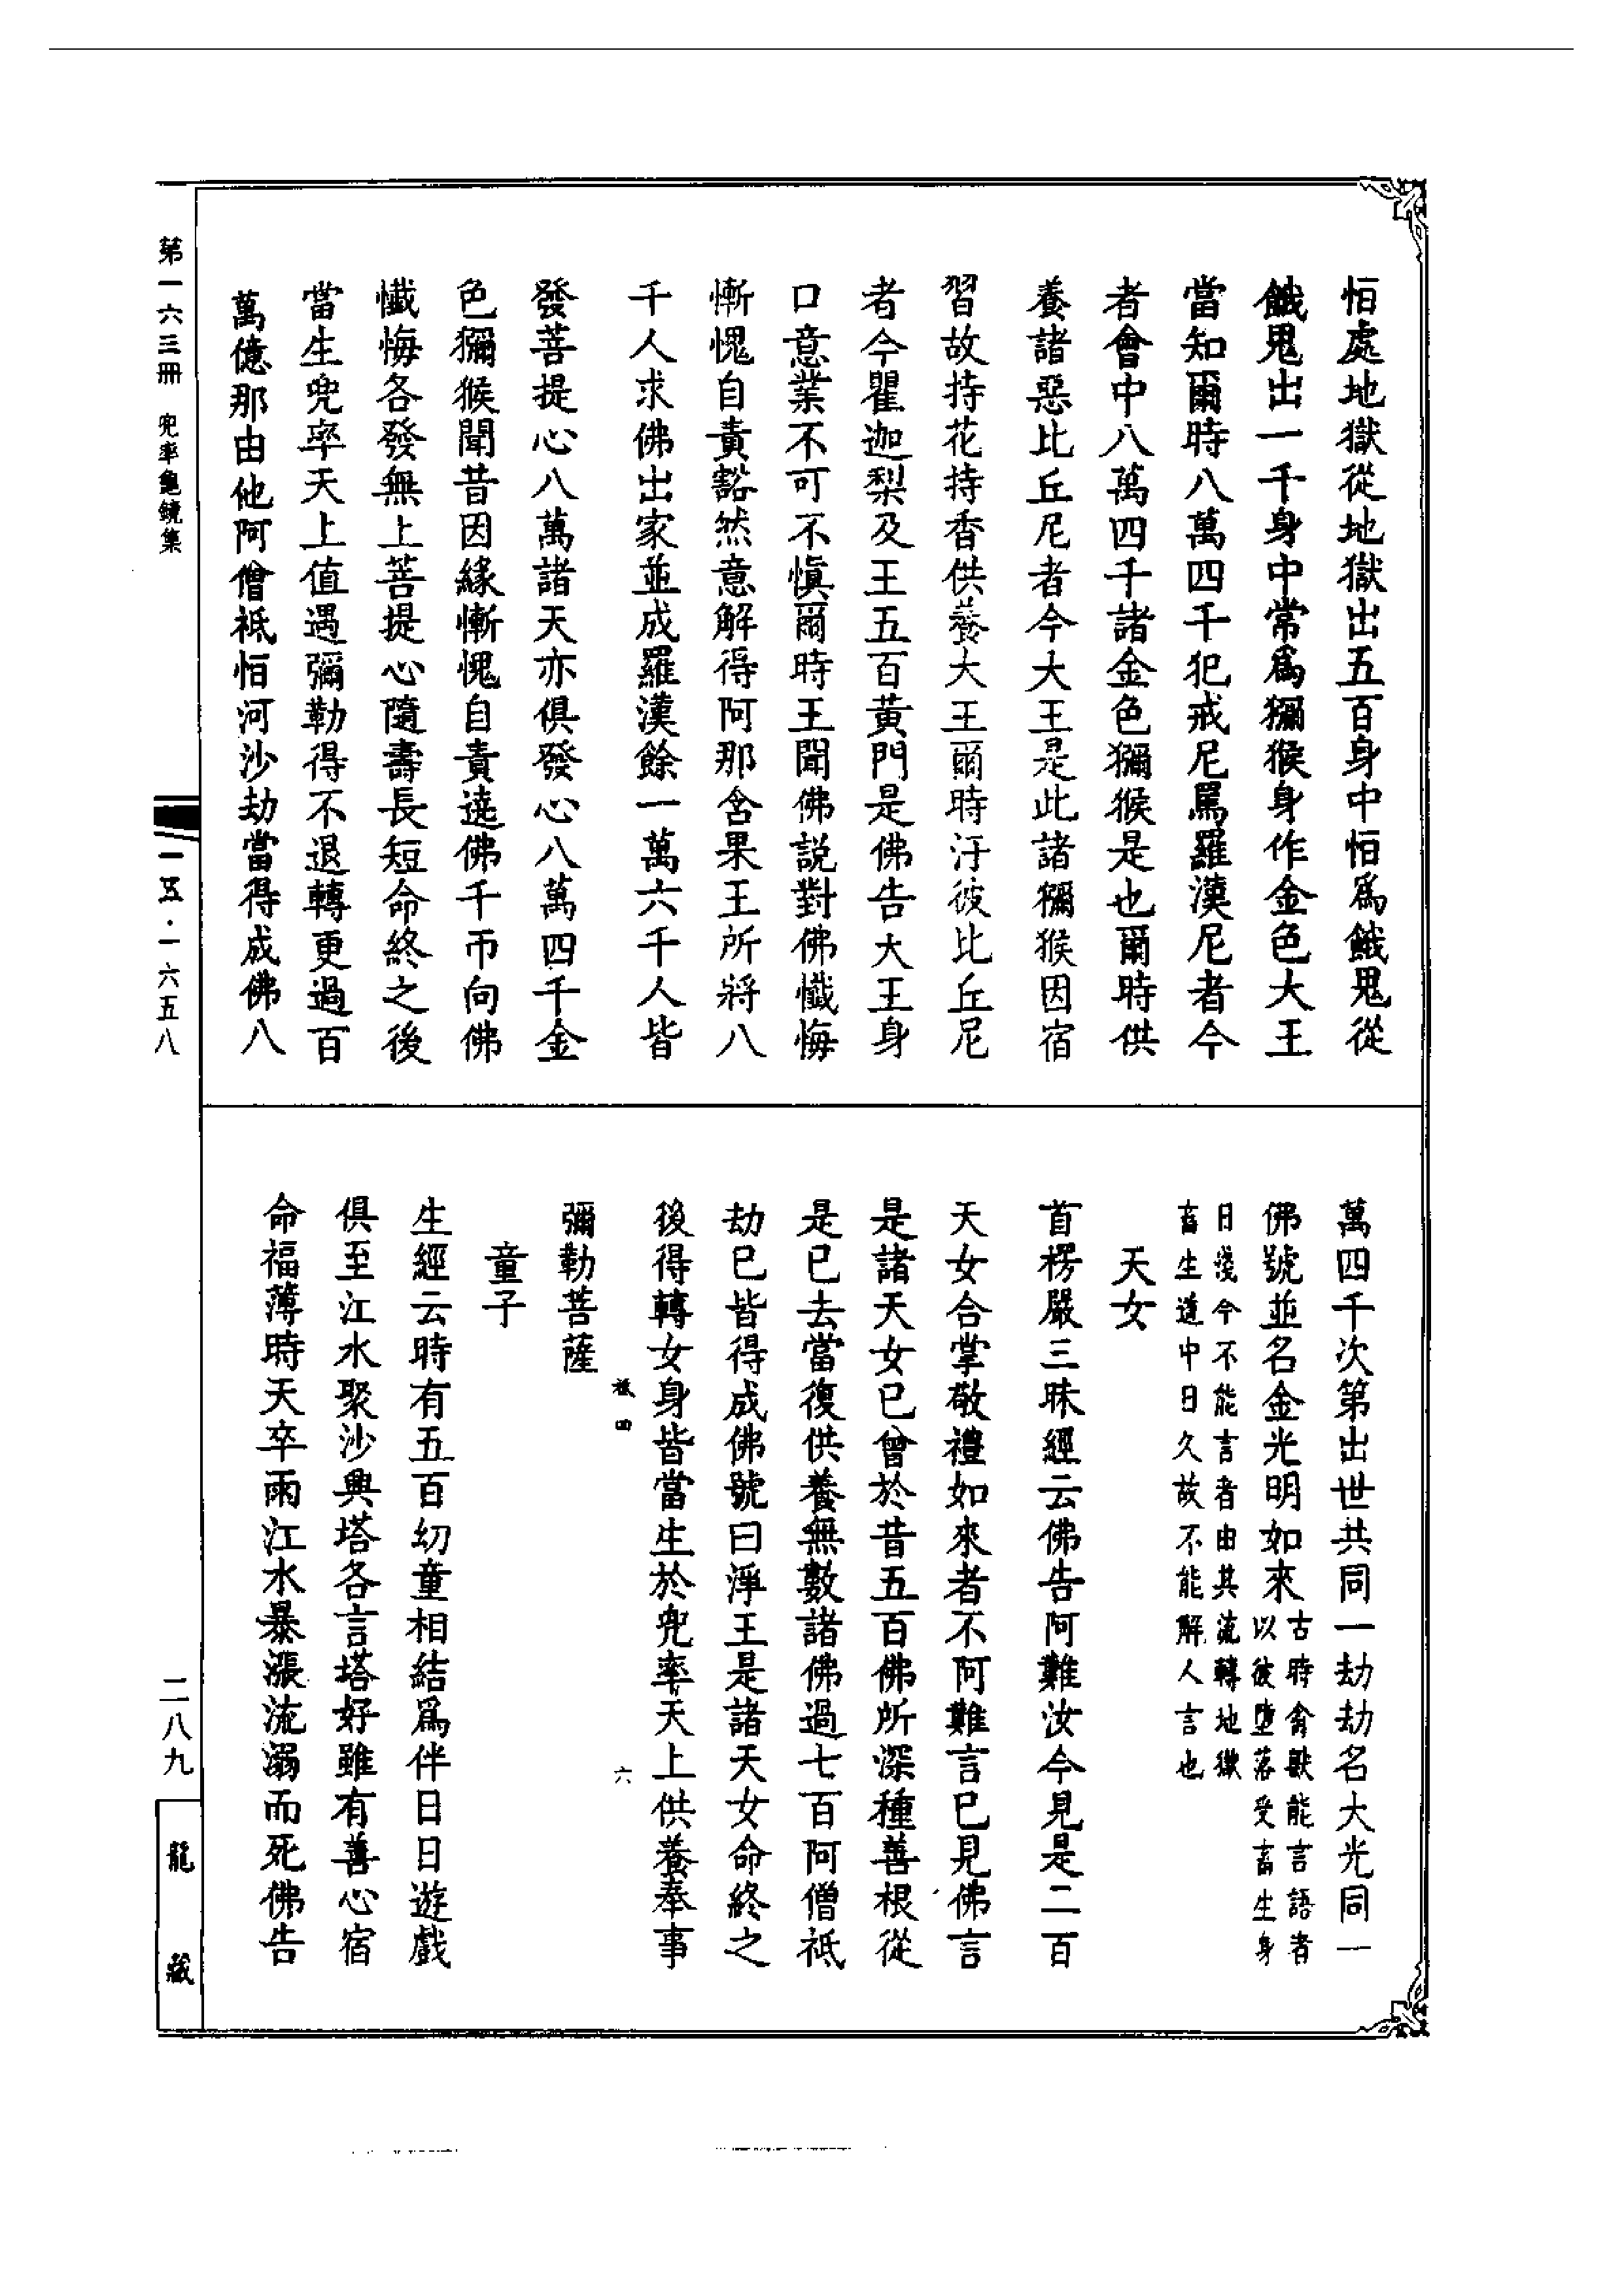 恒處地獄從地獄出五百身中恒爲餓鬼從
餓鬼出一千身中常爲獼猴身作金色大王
當知爾時八萬四千犯戒尼罵羅漢尼者今
者會中八萬四千諸金色獼猴是也爾時供
養諸惡比丘尼者今大王是此諸獼猴因宿
習故持花持香供養大王爾時汙彼比丘尼
者今瞿迦梨及王五百黃門是佛告大王身
口意業不可不慎爾時王聞佛説對佛懺悔
慚愧自責豁然意解得阿那含果王所將八
千人求佛出家並成羅漢餘一萬六千人皆
發菩提心八萬諸天亦俱發心八萬四千金
色獼猴聞昔因緣慚愧自責遶佛千帀向佛
懺悔各發無上菩提心隨壽長短命終之後
當生兜率天上值遇彌勒得不退轉更過百
萬億那由他阿僧祇恒河沙劫當得成佛八
萬四千次第出世共同一劫劫名大光同一
佛號並名金光明如來古時禽獸能言語者
以彼墮落受畜生身
日淺今不能言者由其流轉地獄
畜生道中日久故不能解人言也
天女
首楞嚴三昧經云佛告阿難汝今見是二百
天女合掌敬禮如來者不阿難言已見佛言
是諸天女已曾於昔五百佛所深種善根從
是已去當復供養無數諸佛過七百阿僧祇
劫已皆得成佛號曰淨王是諸天女命終之
後得轉女身皆當生於兜率天上供養奉事
四 六
彌勒菩薩
童子
生經云時有五百幼童相結爲伴日日遊戲
俱至江水聚沙興塔各言塔好雖有善心宿
命福薄時天卒雨江水暴漲流溺而死佛告
第一六三冊 兜率龜鏡集
一五·一六五八
二八九
龍藏